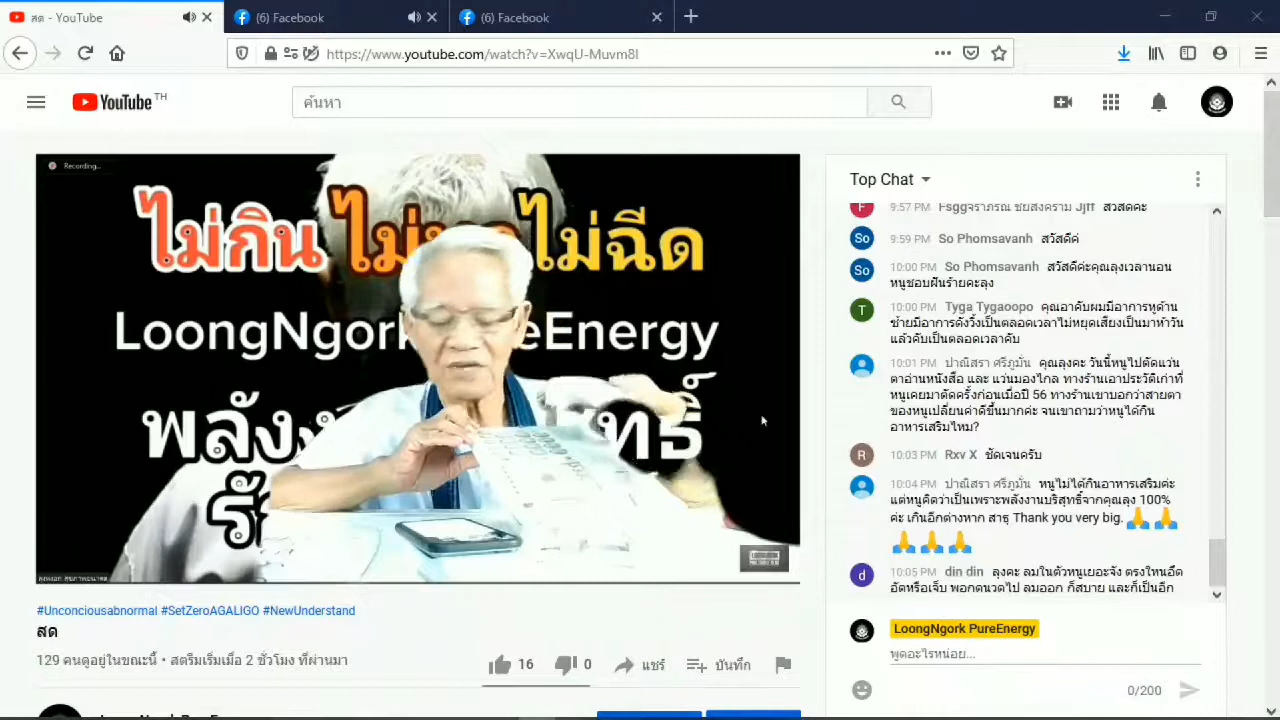 สด - YouTube
(6) Facebook
(6) Facebook
https://www.youtube.com/watch?v=XwqU-Muvm8I
YouTube TH
ค้นหา
Recording...
ไม่กิน ไม่ ไม่ฉีด
LoongNgork PureEnergy
พลัง
#Unconciousabnormal #SetZeroAGALIGO #NewUnderstand
สด
129 คนดูอยู่ในขณะนี้ • สตรีมเริ่มเมื่อ 2 ชั่วโมง ที่ผ่านมา
16
0
แชร์
บันทึก
Top Chat
9:57 PM Fsggจราภรณ์ ชัยสงคราม Jjff สวัสดีค่ะ
So 9:59 PM So Phomsavanh สวัสดีค่
So 10:00 PM So Phomsavanh สวัสดีค่ะคุณลุงเวลานอน
หนูชอบฝันร้ายคะลุง
T 10:00 PM Tyga Tygaoopo คุณอาคับผมมีอาการหูด้าน
ซ้ายมีอาการดังวิ้งเป็นตลอดเวลาไม่หยุดเสียงเป็นมาห้าวัน
แล้วคับเป็นตลอดเวลาคับ
10:01 PM ปาณิสรา ศรีภูมั่น คุณลุงคะ วันนี้หนูไปตัดแว่น
ตาอ่านหนังสือ และ แว่นมองไกล ทางร้านเอาประวัติเก่าที่
หนูเคยมาตัดครั้งก่อนเมื่อปี 56 ทางร้านเขาบอกว่าสายตา
ของหนูเปลี่ยนค่าดีขึ้นมากค่ะ จนเขาถามว่าหนูได้กิน
อาหารเสริมไหม?
R 10:03 PM Rxv X ชัดเจนครับ
10:04 PM ปาณิสรา ศรีภูมั่น หนูไม่ได้กินอาหารเสริมค่ะ
แต่หนูคิดว่าเป็นเพราะพลังงานบริสุทธิ์จากคุณลุง 100%
ค่ะ เกินอีกต่างหาก สาธุ Thank you very big. 🙏🙏
🙏🙏🙏
d 10:05 PM din din ลุงคะ ลมในตัวหนูเยอะจัง ตรงไหนอึด
อัดหรือเจ็บ พอกดนวดไป ลมออก ก็สบาย และก็เป็นอีก
LoongNgork PureEnergy
พูดอะไรหน่อย...
0/200